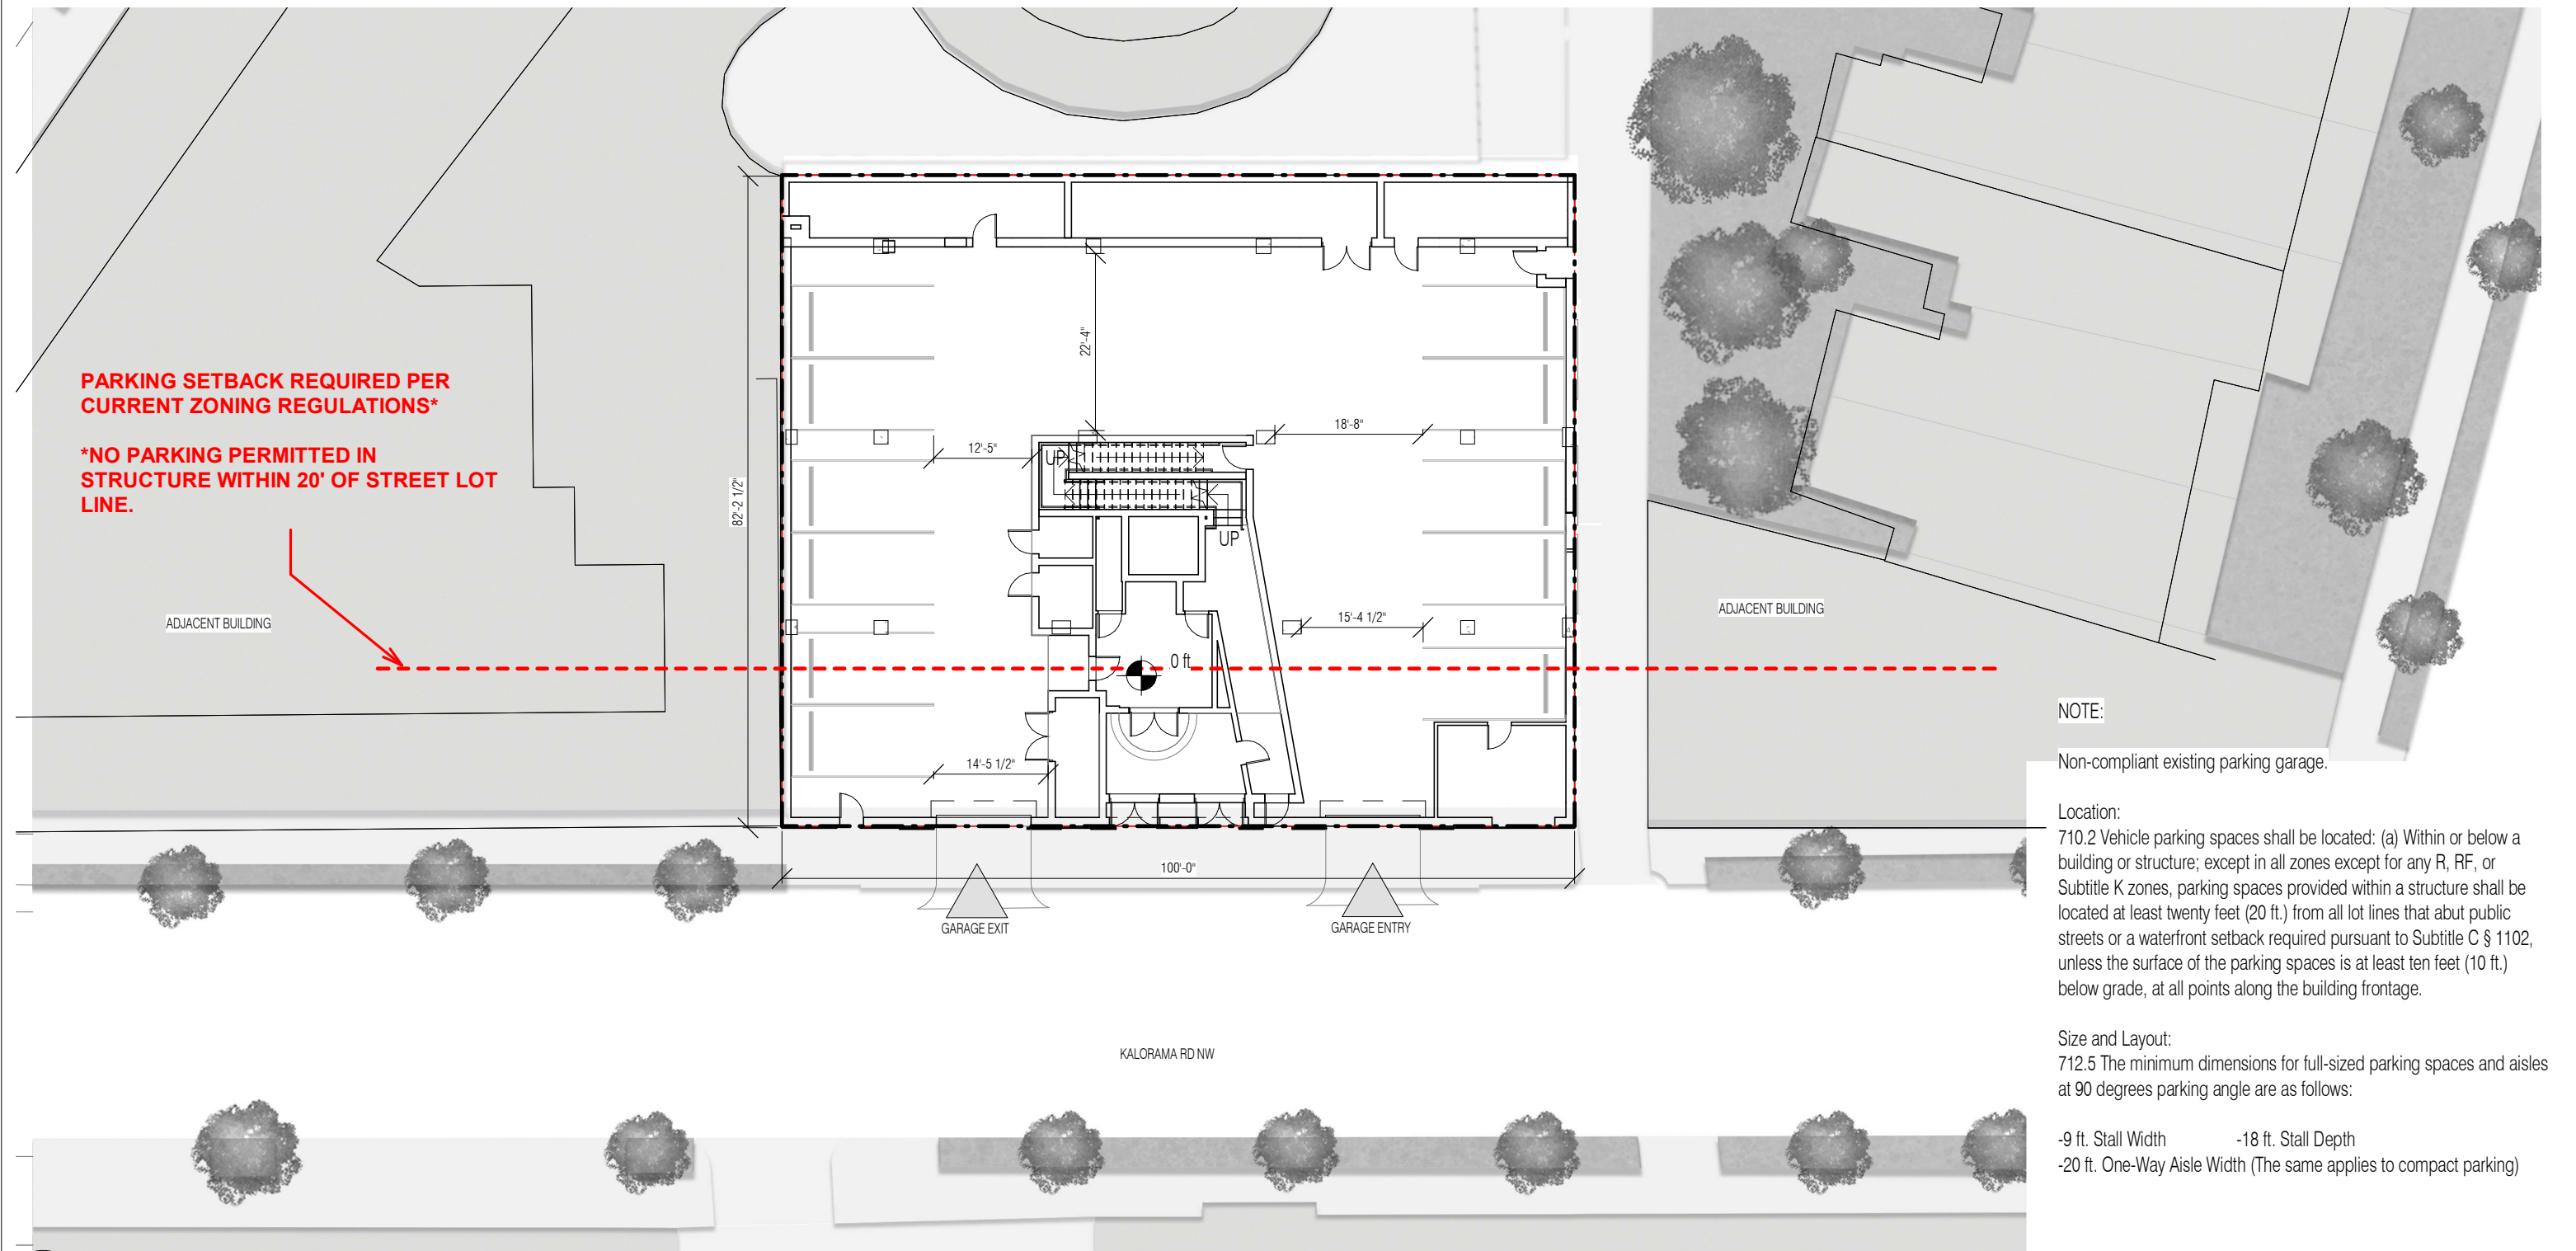 PARKING SETBACK REQUIRED PER
CURRENT ZONING REGULATIONS*
*NO PARKING PERMITTED IN
STRUCTURE WITHIN 20' OF STREET LOT
LINE.
ADJACENT BUILDING
82'-2 1/2"
22'-4"
12'-5"
18'-8"
UP
UP
15'-4 1/2"
0 ft
14'-5 1/2"
100'-0"
GARAGE EXIT
GARAGE ENTRY
KALORAMA RD NW
ADJACENT BUILDING
NOTE:
Non-compliant existing parking garage.
Location:
710.2 Vehicle parking spaces shall be located: (a) Within or below a
building or structure; except in all zones except for any R, RF, or
Subtitle K zones, parking spaces provided within a structure shall be
located at least twenty feet (20 ft.) from all lot lines that abut public
streets or a waterfront setback required pursuant to Subtitle C § 1102,
unless the surface of the parking spaces is at least ten feet (10 ft.)
below grade, at all points along the building frontage.
Size and Layout:
712.5 The minimum dimensions for full-sized parking spaces and aisles
at 90 degrees parking angle are as follows:
-9 ft. Stall Width -18 ft. Stall Depth
-20 ft. One-Way Aisle Width (The same applies to compact parking)